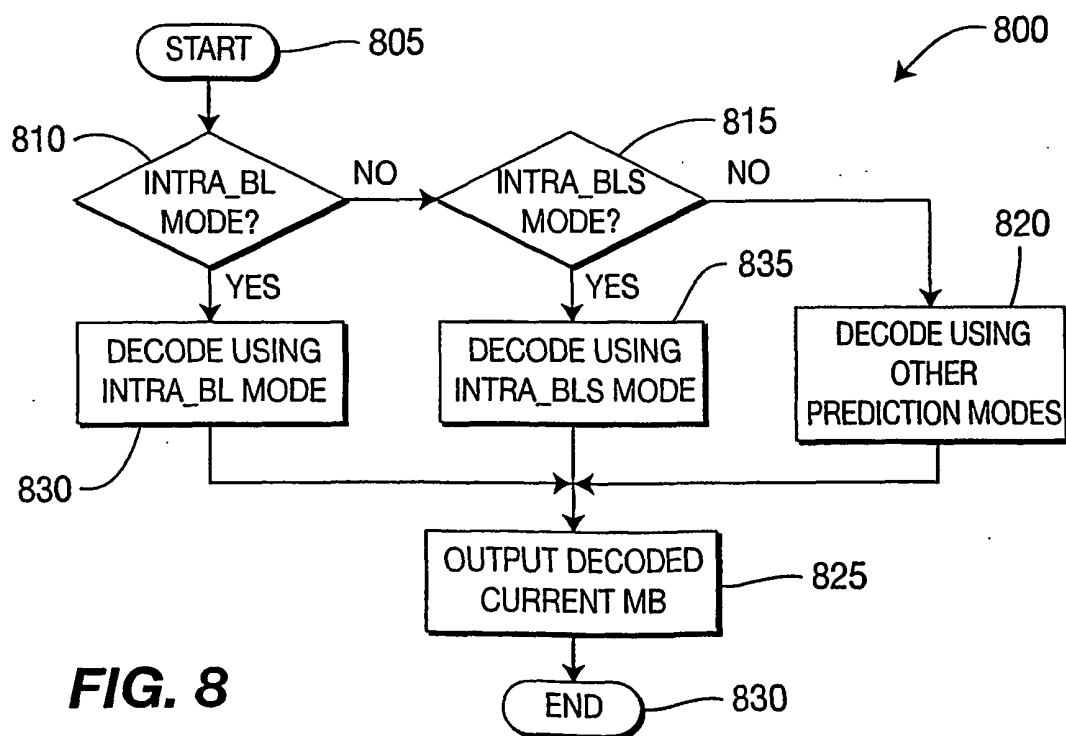 START
805
800
810
INTRA_BL
MODE?
NO
815
INTRA_BLS
MODE?
NO
820
YES
YES
835
DECODE USING
INTRA_BL MODE
DECODE USING
INTRA_BLS MODE
DECODE USING
OTHER
PREDICTION MODES
830
OUTPUT DECODED
CURRENT MB
825
END
830
FIG. 8